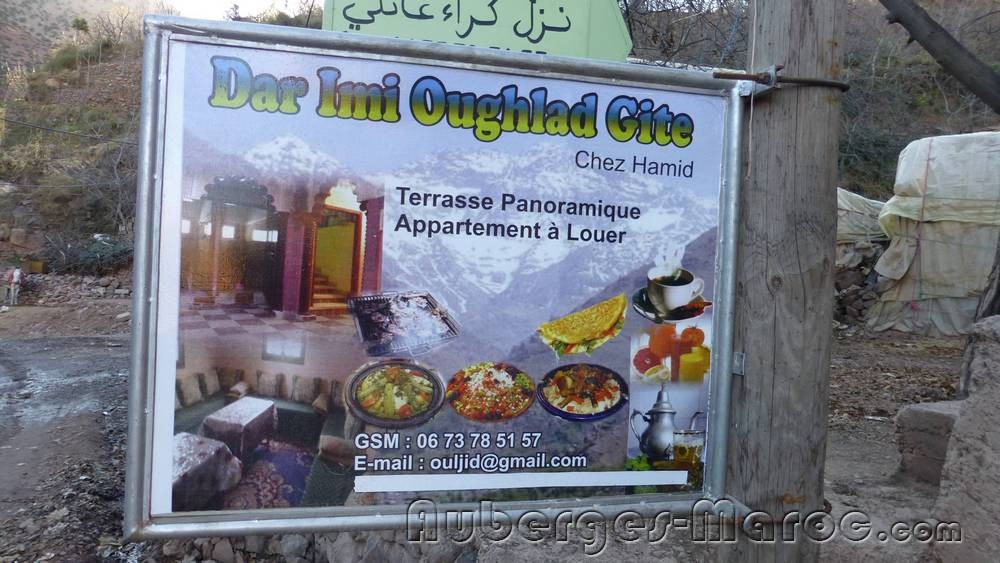 نزل كراء عائلي
Dar Imi Oughlad Gite
Chez Hamid
Terrasse Panoramique
Appartement à Louer
GSM : 06 73 78 51 57
E-mail : ouljid@gmail.com
Auberges-Maroc.com